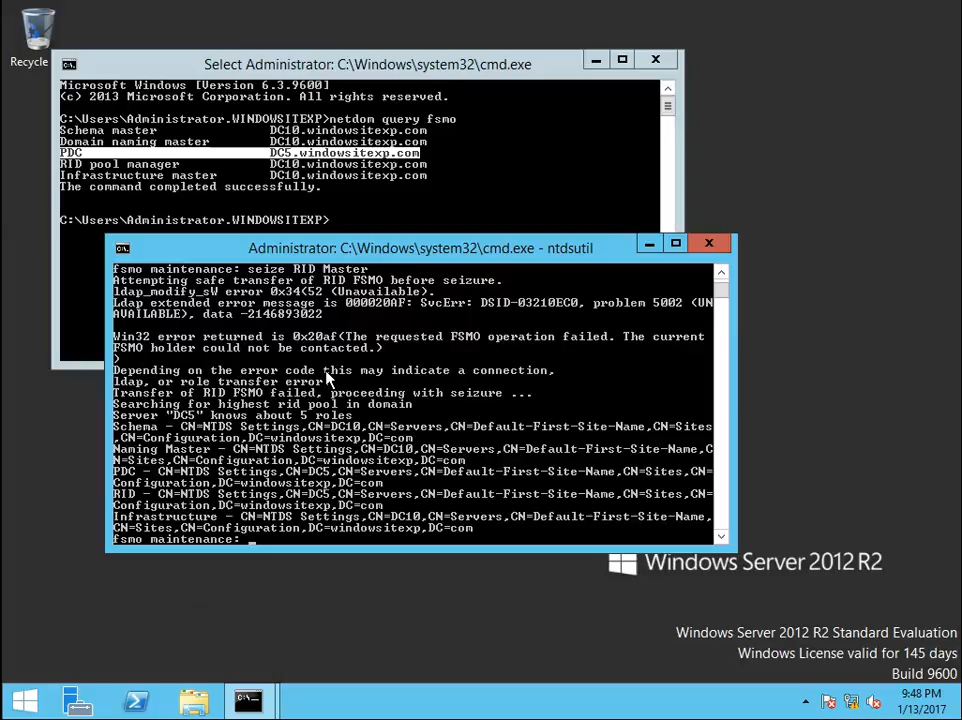 Recycle
Select Administrator: C:\Windows\system32\cmd.exe
Microsoft Windows [Version 6.3.9600]
(c) 2013 Microsoft Corporation. All rights reserved.
C:\Users\Administrator.WINDOWSITEXP>netdom query fsmo
Schema master DC10.windowsitexp.com
Domain naming master DC10.windowsitexp.com
PDC DC5.windowsitexp.com
RID pool manager DC10.windowsitexp.com
Infrastructure master DC10.windowsitexp.com
The command completed successfully.
C:\Users\Administrator.WINDOWSITEXP>
Administrator: C:\Windows\system32\cmd.exe - ntdsutil
fsmo maintenance: seize RID Master
Attempting safe transfer of RID FSMO before seizure.
ldap_modify_sW error 0x34(52 (Unavailable).
Ldap extended error message is 000020AF: SvcErr: DSID-03210EC0, problem 5002 (UN
AVAILABLE), data -2146893022
Win32 error returned is 0x20af(The requested FSMO operation failed. The current
FSMO holder could not be contacted.)
)
Depending on the error code this may indicate a connection,
ldap, or role transfer error
Transfer of RID FSMO failed, proceeding with seizure ...
Searching for highest rid pool in domain
Server "DC5" knows about 5 roles
Schema - CN=NTDS Settings,CN=DC10,CN=Servers,CN=Default-First-Site-Name,CN=Sites
,CN=Configuration,DC=windowsitexp,DC=com
Naming Master - CN=NTDS Settings,CN=DC10,CN=Servers,CN=Default-First-Site-Name,C
N=Sites,CN=Configuration,DC=windowsitexp,DC=com
PDC - CN=NTDS Settings,CN=DC5,CN=Servers,CN=Default-First-Site-Name,CN=Sites,CN=
Configuration,DC=windowsitexp,DC=com
RID - CN=NTDS Settings,CN=DC5,CN=Servers,CN=Default-First-Site-Name,CN=Sites,CN=
Configuration,DC=windowsitexp,DC=com
Infrastructure - CN=NTDS Settings,CN=DC10,CN=Servers,CN=Default-First-Site-Name,
CN=Sites,CN=Configuration,DC=windowsitexp,DC=com
fsmo maintenance: _
Windows Server 2012 R2
Windows Server 2012 R2 Standard Evaluation
Windows License valid for 145 days
Build 9600
9:48 PM
1/13/2017